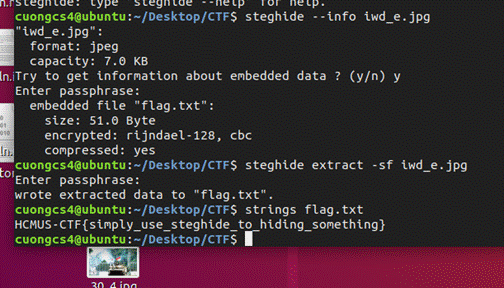 steghide: type "steghide --help" for help.
cuongcs4@ubuntu:~/Desktop/CTF$ steghide --info iwd_e.jpg
"iwd_e.jpg":
  format: jpeg
  capacity: 7.0 KB
Try to get information about embedded data ? (y/n) y
Enter passphrase:
  embedded file "flag.txt":
    size: 51.0 Byte
    encrypted: rijndael-128, cbc
    compressed: yes
cuongcs4@ubuntu:~/Desktop/CTF$ steghide extract -sf iwd_e.jpg
Enter passphrase:
wrote extracted data to "flag.txt".
cuongcs4@ubuntu:~/Desktop/CTF$ strings flag.txt
HCMUS-CTF{simply_use_steghide_to_hiding_something}
cuongcs4@ubuntu:~/Desktop/CTF$
30_4.jpg